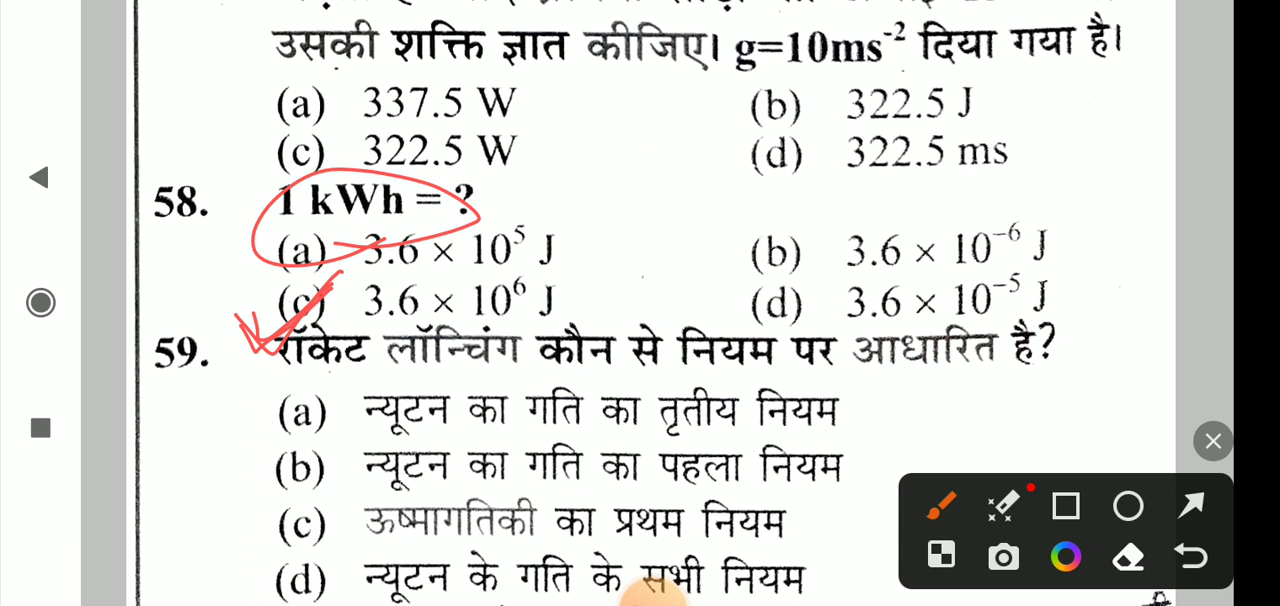 उसकी शक्ति ज्ञात कीजिए। g=10ms⁻² दिया गया है।
(a) 337.5 W (b) 322.5 J
(c) 322.5 W (d) 322.5 ms
58. 1 kWh = ?
(a) 3.6 × 10⁵ J (b) 3.6 × 10⁻⁶ J
(c) 3.6 × 10⁶ J (d) 3.6 × 10⁻⁵ J
59. रॉकेट लॉन्चिंग कौन से नियम पर आधारित है?
(a) न्यूटन का गति का तृतीय नियम
(b) न्यूटन का गति का पहला नियम
(c) ऊष्मागतिकी का प्रथम नियम
(d) न्यूटन के गति के सभी नियम